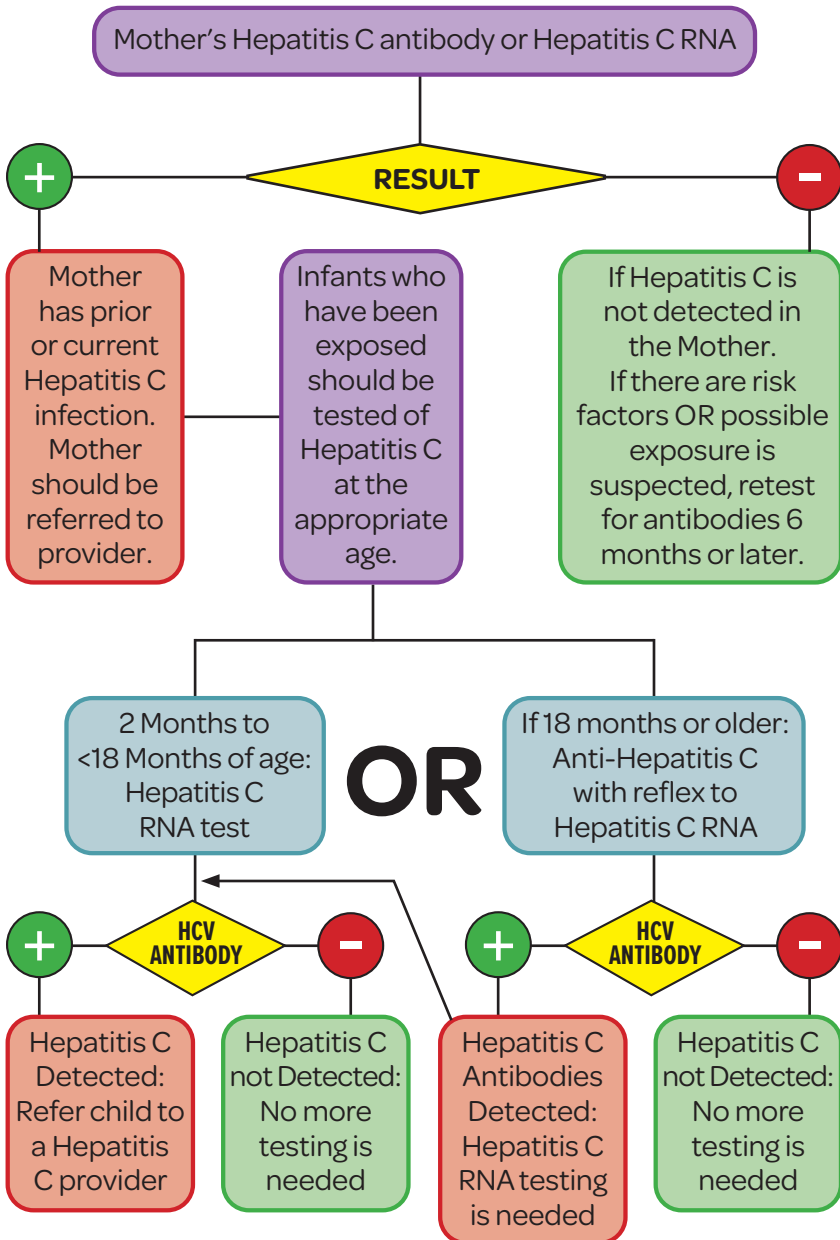 Mother's Hepatitis C antibody or Hepatitis C RNA
+
RESULT
-
Mother
has prior
or current
Hepatitis C
infection.
Mother
should be
referred to
provider.
Infants who
have been
exposed
should be
tested of
Hepatitis C
at the
appropriate
age.
If Hepatitis C is
not detected in
the Mother.
If there are risk
factors OR possible
exposure is
suspected, retest
for antibodies 6
months or later.
2 Months to
<18 Months of age:
Hepatitis C
RNA test
OR
If 18 months or older:
Anti-Hepatitis C
with reflex to
Hepatitis C RNA
+
HCV
ANTIBODY
-
+
HCV
ANTIBODY
-
Hepatitis C
Detected:
Refer child to
a Hepatitis
C provider
Hepatitis C
not Detected:
No more
testing is
needed
Hepatitis C
Antibodies
Detected:
Hepatitis C
RNA testing
is needed
Hepatitis C
not Detected:
No more
testing is
needed